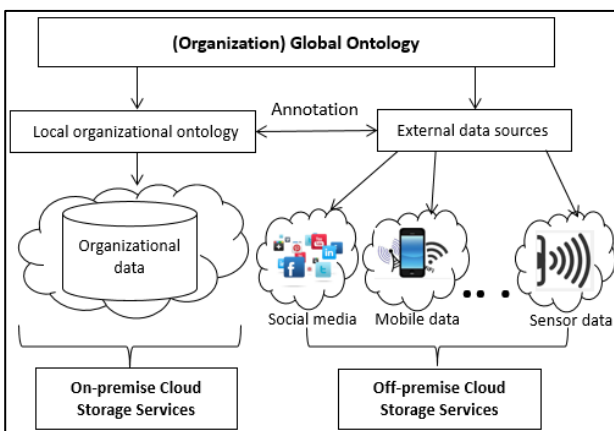 (Organization) Global Ontology
Annotation
Local organizational ontology
External data sources
Organizational
data
Social media
Mobile data
Sensor data
On-premise Cloud
Storage Services
Off-premise Cloud
Storage Services